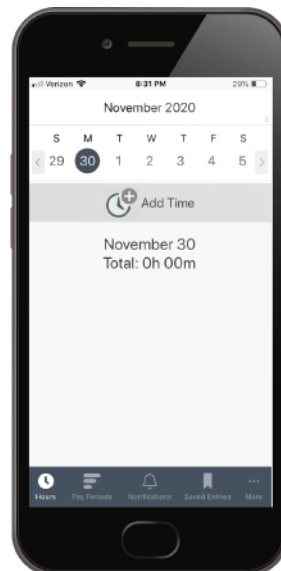 Verizon 8:31 PM 29%
November 2020
S M T W T F S
< 29 30 1 2 3 4 5 >
Add Time
November 30
Total: 0h 00m
Hours Pay Periods Notifications Saved Entries More